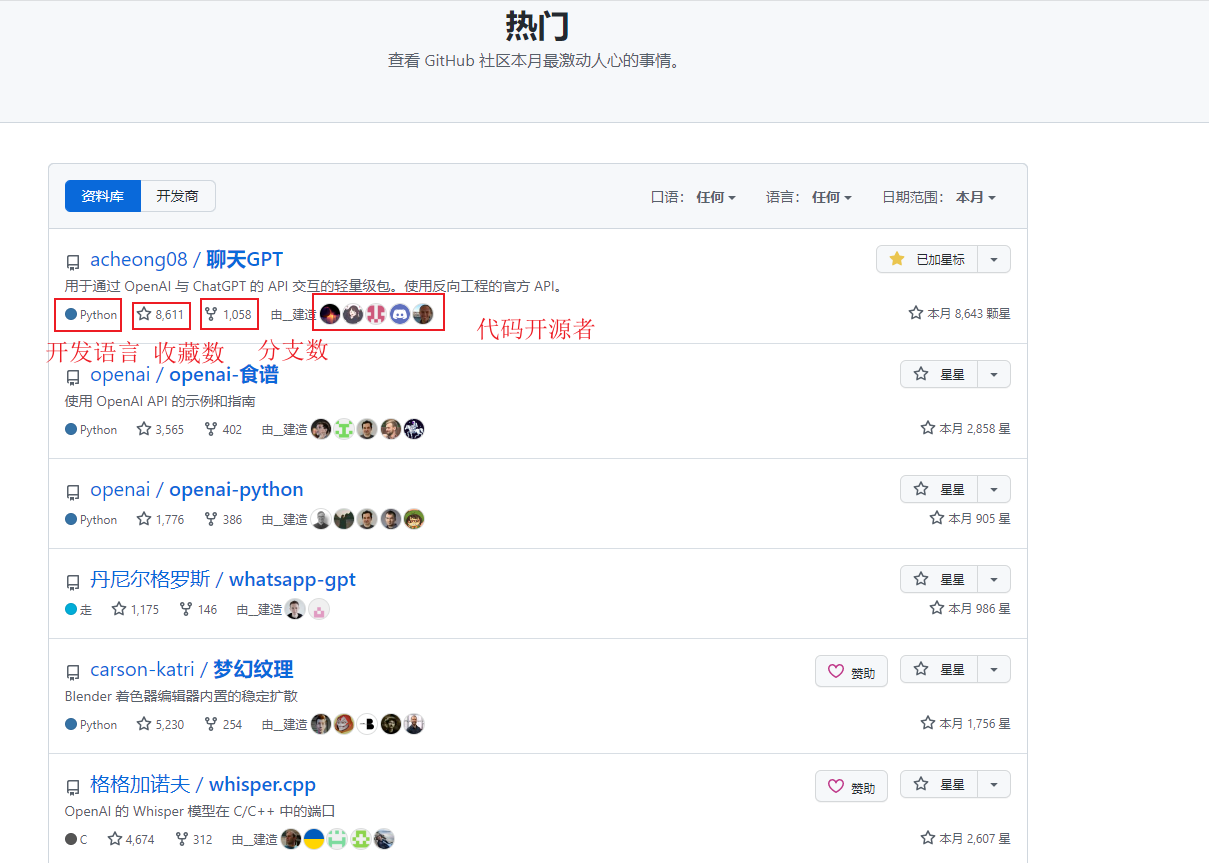 热门
查看 GitHub 社区本月最激动人心的事情。
资料库 开发商 口语： 任何 语言： 任何 日期范围： 本月
acheong08 / 聊天GPT 已加星标
用于通过 OpenAI 与 ChatGPT 的 API 交互的轻量级包。使用反向工程的官方 API。
Python 8,611 1,058 由__建造 本月 8,643 颗星
代码开源者
开发语言 收藏数 分支数
openai / openai-食谱 星星
使用 OpenAI API 的示例和指南
Python 3,565 402 由__建造 本月 2,858 星
openai / openai-python 星星
Python 1,776 386 由__建造 本月 905 星
丹尼尔格罗斯 / whatsapp-gpt 星星
走 1,175 146 由__建造 本月 986 星
carson-katri / 梦幻纹理 赞助 星星
Blender 着色器编辑器内置的稳定扩散
Python 5,230 254 由__建造 本月 1,756 星
格格加诺夫 / whisper.cpp 赞助 星星
OpenAI 的 Whisper 模型在 C/C++ 中的端口
C 4,674 312 由__建造 本月 2,607 星